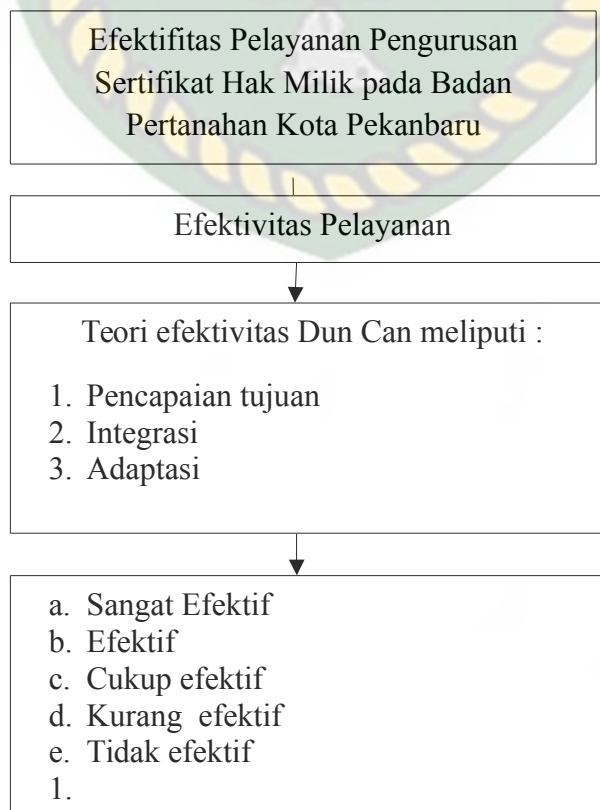 Efektifitas Pelayanan Pengurusan
Sertifikat Hak Milik pada Badan
Pertanahan Kota Pekanbaru
Efektivitas Pelayanan
Teori efektivitas Dun Can meliputi :
1. Pencapaian tujuan
2. Integrasi
3. Adaptasi
a. Sangat Efektif
b. Efektif
c. Cukup efektif
d. Kurang efektif
e. Tidak efektif
1.